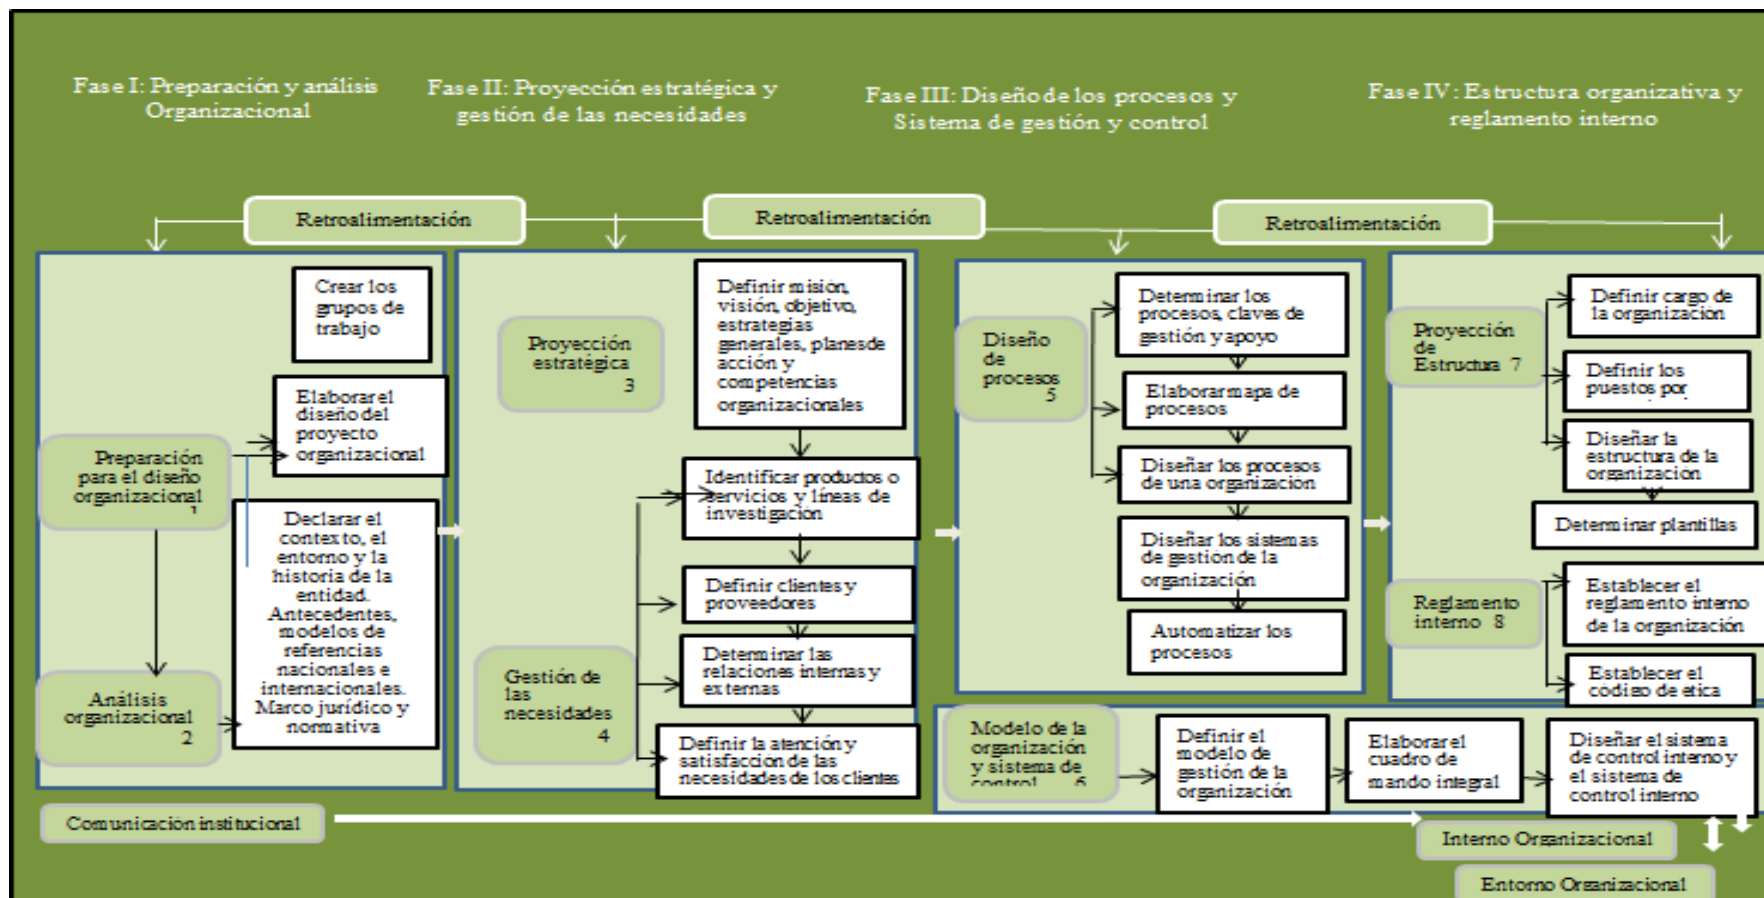 Fase I: Preparación y análisis
Organizacional
Fase II: Proyección estratégica y
gestión de las necesidades
Fase III: Diseño de los procesos y
Sistema de gestión y control
Fase IV: Estructura organizativa y
reglamento interno
Retroalimentación
Retroalimentación
Retroalimentación
Crear los
grupos de
trabajo
Elaborar el
diseño del
proyecto
organizacional
Preparación
para el diseño
organizacional
1
Declarar el
contexto, el
entorno y la
historia de la
entidad.
Antecedentes,
modelos de
referencias
nacionales e
internacionales.
Marco jurídico y
normativa
Análisis
organizacional
2
Proyección
estratégica
3
Definir misión,
visión, objetivo,
estrategias
generales, planes de
acción y
competencias
organizacionales
Identificar productos o
servicios y líneas de
investigación
Definir clientes y
proveedores
Gestión de
las
necesidades
4
Determinar las
relaciones internas y
externas
Definir la atención y
satisfacción de las
necesidades de los clientes
Diseño
de
procesos
5
Determinar los
procesos, claves de
gestión y apoyo
Elaborar mapa de
procesos
Diseñar los procesos
de una organización
Diseñar los sistemas
de gestión de la
organización
Automatizar los
procesos
Proyección
de
Estructura 7
Definir cargo de
la organización
Definir los
puestos por
Diseñar la
estructura de la
organización
Determinar plantillas
Reglamento
interno 8
Establecer el
reglamento interno
de la organización
Establecer el
código de etica
Modelo de la
organización
y sistema de
control 6
Definir el
modelo de
gestión de la
organización
Elaborar el
cuadro de
mando integral
Diseñar el sistema
de control interno y
el sistema de
control interno
Comunicación institucional
Interno Organizacional
Entorno Organizacional